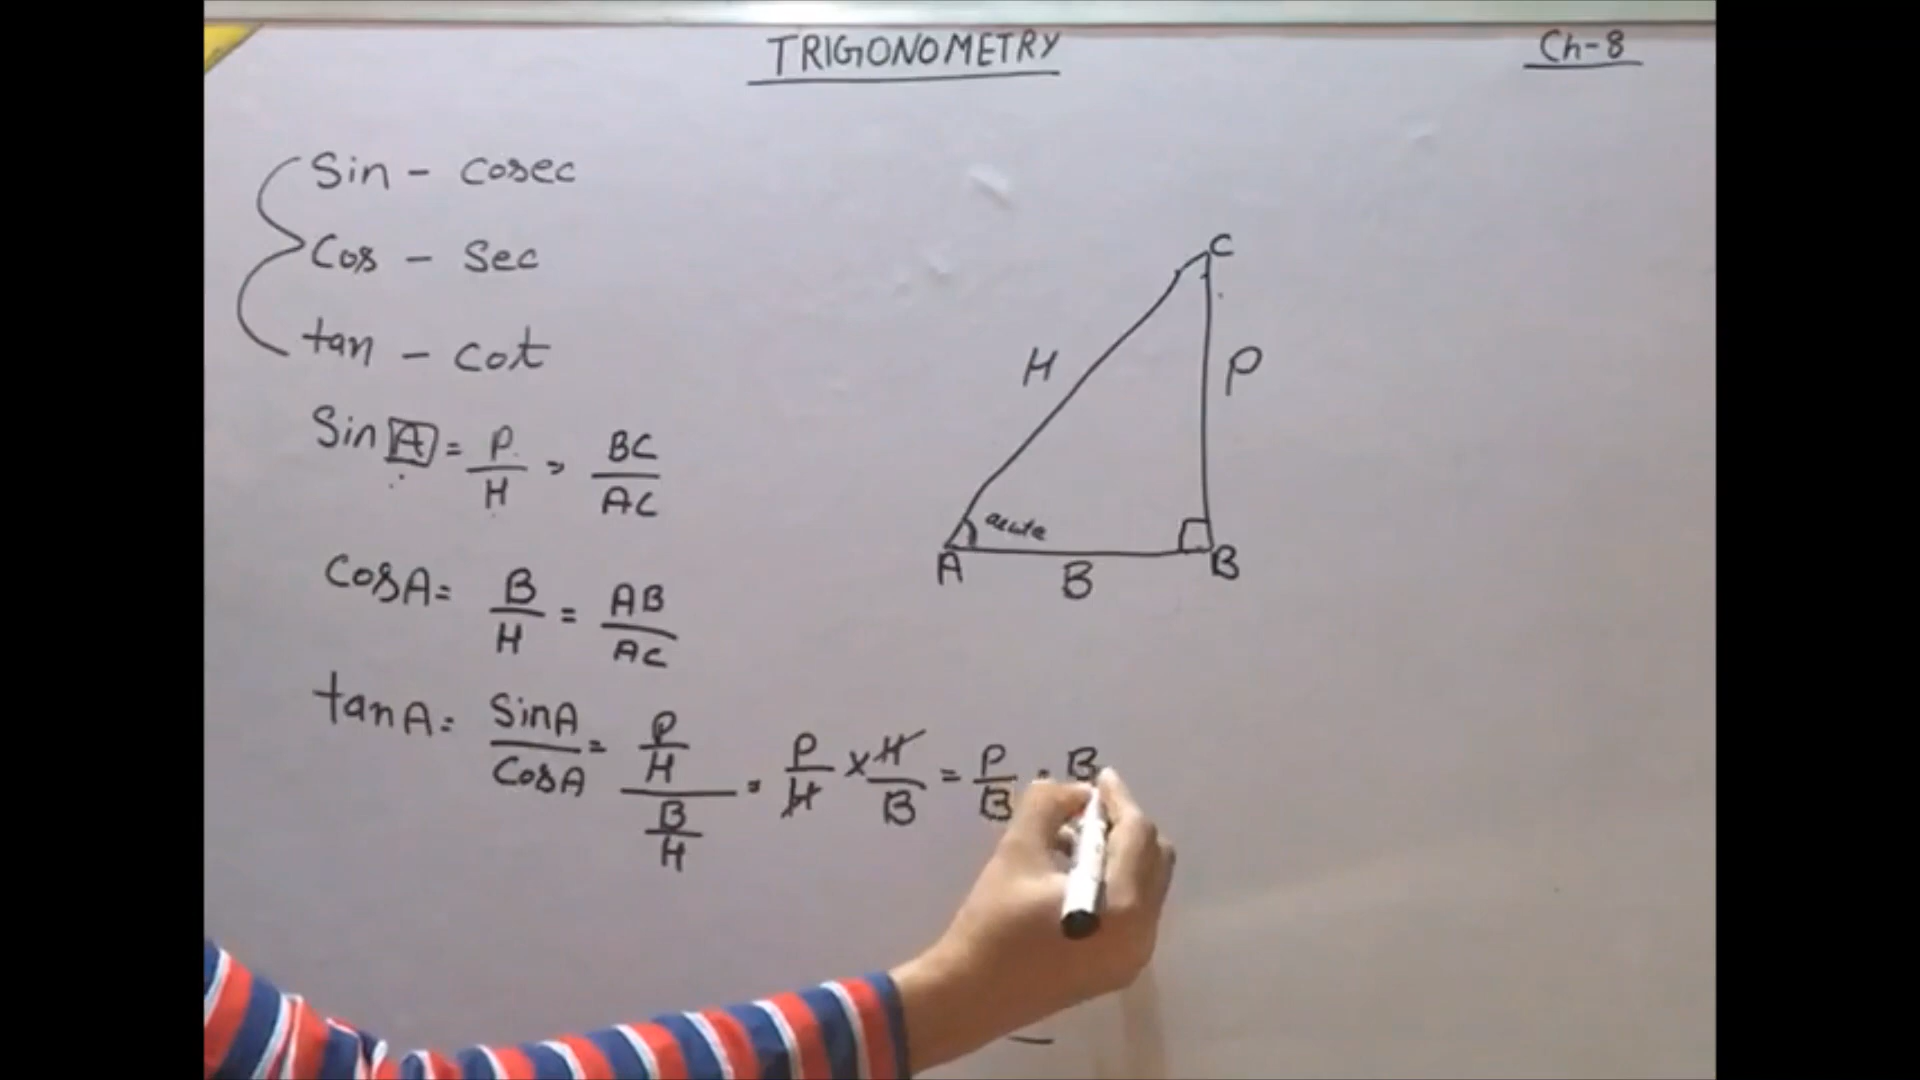 TRIGONOMETRY
Ch-8
Sin - cosec
Cos - Sec
tan - cot
Sin A = P/H = BC/AC
Cos A = B/H = AB/AC
tan A = Sin A/Cos A = P/H / B/H = P/H × H/B = P/B = B
C
H
P
acute
A
B
B